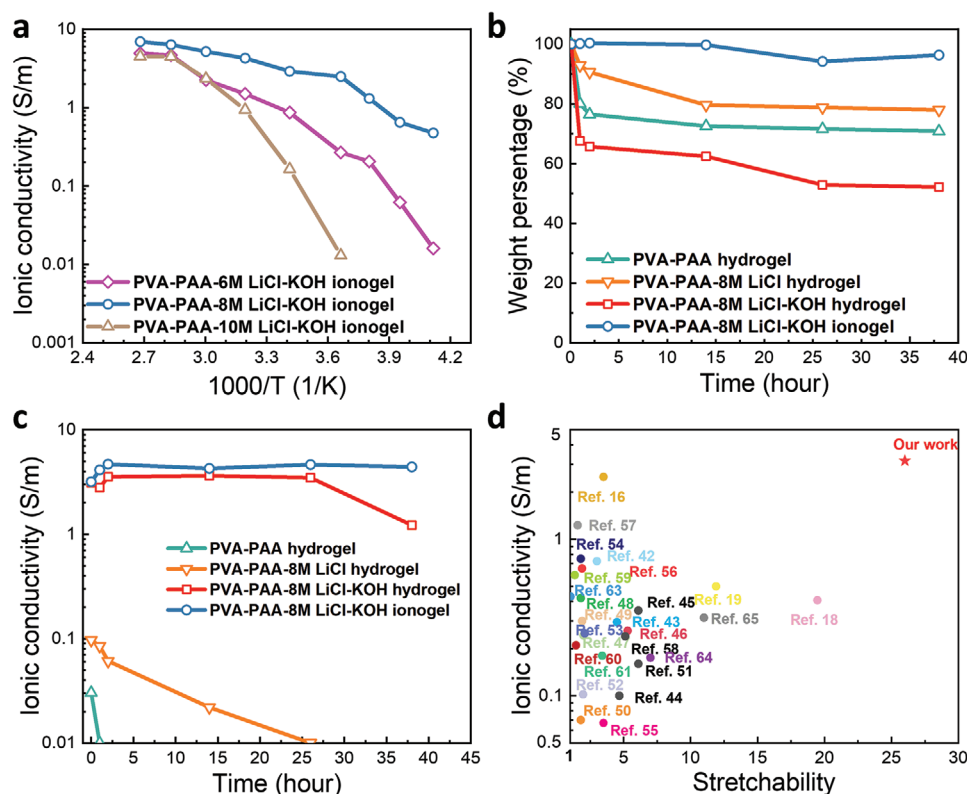 a
Ionic conductivity (S/m)
10
1
0.1
0.01
0.001
PVA-PAA-6M LiCl-KOH ionogel
PVA-PAA-8M LiCl-KOH ionogel
PVA-PAA-10M LiCl-KOH ionogel
2.4 2.7 3.0 3.3 3.6 3.9 4.2
1000/T (1/K)
b
Weight persentage (%)
100
80
60
40
20
0
PVA-PAA hydrogel
PVA-PAA-8M LiCl hydrogel
PVA-PAA-8M LiCl-KOH hydrogel
PVA-PAA-8M LiCl-KOH ionogel
0 5 10 15 20 25 30 35 40
Time (hour)
c
Ionic conductivity (S/m)
10
1
0.1
0.01
PVA-PAA hydrogel
PVA-PAA-8M LiCl hydrogel
PVA-PAA-8M LiCl-KOH hydrogel
PVA-PAA-8M LiCl-KOH ionogel
0 5 10 15 20 25 30 35 40 45
Time (hour)
d
Ionic conductivity (S/m)
5
1
0.1
0.5
Our work
Ref. 16
Ref. 57
Ref. 54
Ref. 42
Ref. 56
Ref. 59
Ref. 63
Ref. 48
Ref. 45
Ref. 19
Ref. 65
Ref. 18
Ref. 49
Ref. 43
Ref. 53
Ref. 46
Ref. 47
Ref. 58
Ref. 60
Ref. 64
Ref. 61
Ref. 51
Ref. 52
Ref. 44
Ref. 50
Ref. 55
1 5 10 15 20 25 30
Stretchability